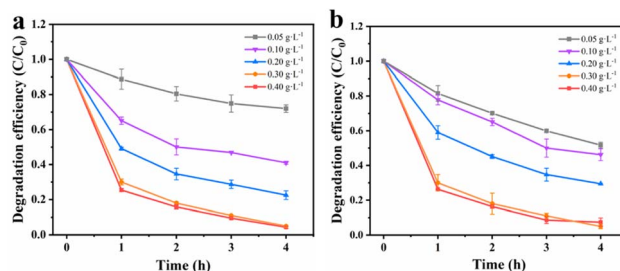 a
Degradation efficiency (C/C₀)
1.2
1.0
0.8
0.6
0.4
0.2
0.0
0.05 g·L⁻¹
0.10 g·L⁻¹
0.20 g·L⁻¹
0.30 g·L⁻¹
0.40 g·L⁻¹
0 1 2 3 4
Time (h)
b
Degradation efficiency (C/C₀)
1.2
1.0
0.8
0.6
0.4
0.2
0.0
0.05 g·L⁻¹
0.10 g·L⁻¹
0.20 g·L⁻¹
0.30 g·L⁻¹
0.40 g·L⁻¹
0 1 2 3 4
Time (h)